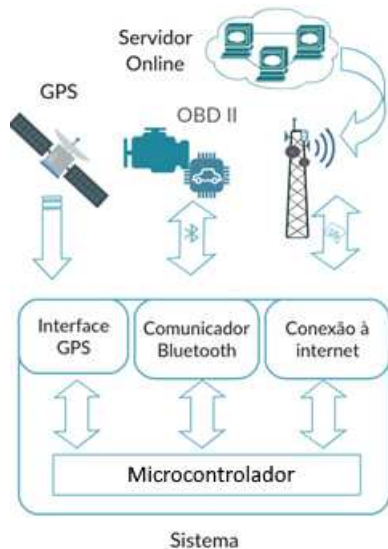 Servidor
Online
GPS
OBD II
Interface
GPS
Comunicador
Bluetooth
Conexão à
internet
Microcontrolador
Sistema